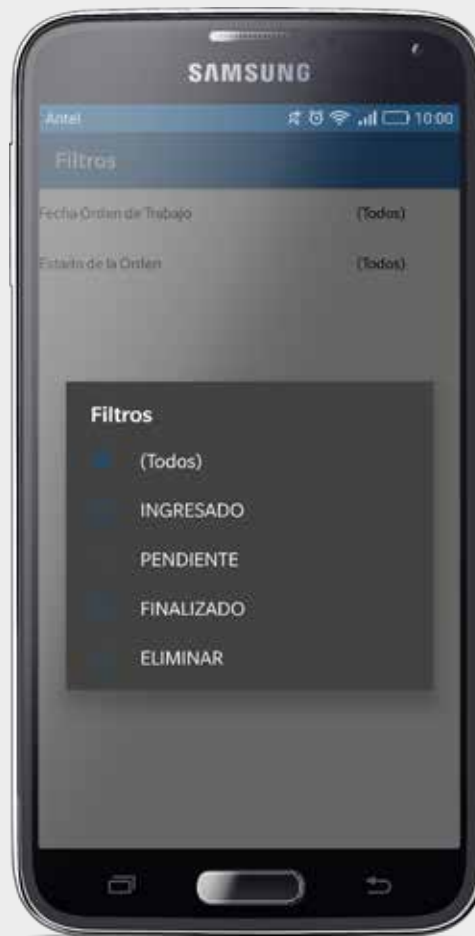 SAMSUNG
Antel 10:00
Filtros
Fecha Orden de Trabajo (Todos)
Estado de la Orden (Todos)
Filtros
(Todos)
INGRESADO
PENDIENTE
FINALIZADO
ELIMINAR